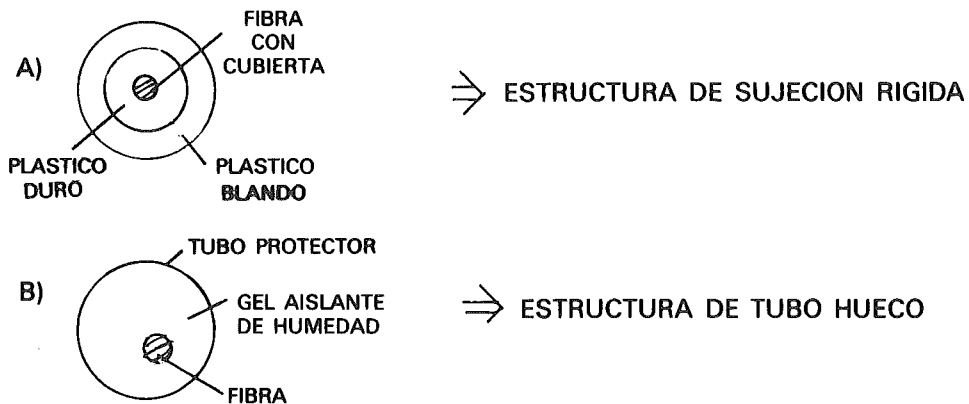 A)
FIBRA
CON
CUBIERTA
⇒ ESTRUCTURA DE SUJECION RIGIDA
PLASTICO
DURO
PLASTICO
BLANDO
B)
TUBO PROTECTOR
GEL AISLANTE
DE HUMEDAD
⇒ ESTRUCTURA DE TUBO HUECO
FIBRA